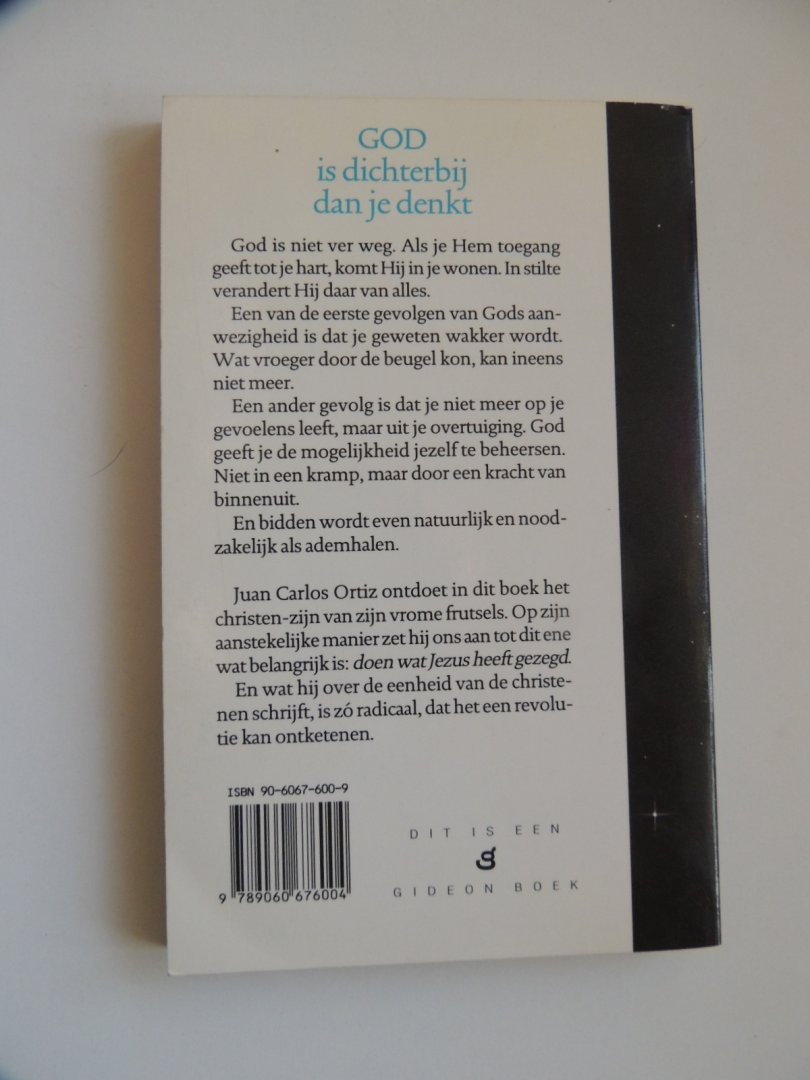 GOD
is dichterbij
dan je denkt
God is niet ver weg. Als je Hem toegang
geeft tot je hart, komt Hij in je wonen. In stilte
verandert Hij daar van alles.
Een van de eerste gevolgen van Gods aan-
wezigheid is dat je geweten wakker wordt.
Wat vroeger door de beugel kon, kan ineens
niet meer.
Een ander gevolg is dat je niet meer op je
gevoelens leeft, maar uit je overtuiging. God
geeft je de mogelijkheid jezelf te beheersen.
Niet in een kramp, maar door een kracht van
binnenuit.
En bidden wordt even natuurlijk en nood-
zakelijk als ademhalen.
Juan Carlos Ortiz ontdoet in dit boek het
christen-zijn van zijn vrome frutsels. Op zijn
aanstekelijke manier zet hij ons aan tot dit ene
wat belangrijk is: doen wat Jezus heeft gezegd.
En wat hij over de eenheid van de christe-
nen schrijft, is zó radicaal, dat het een revolu-
tie kan ontketenen.
ISBN 90-6067-600-9
9 789060 676004
DIT IS EEN
g
GIDEON BOEK